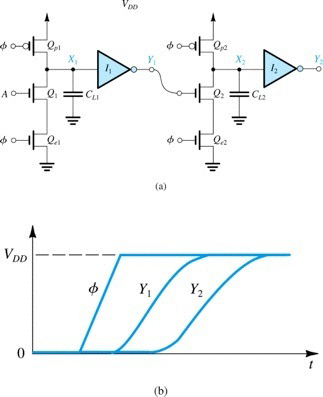 V_DD
ϕ Q_p1 X_1 Y_1 ϕ Q_p2 X_2 Y_2
I_1 I_2
A Q_1 C_L1 Q_2 C_L2
ϕ Q_e1 ϕ Q_e2
(a)
V_DD
ϕ Y_1 Y_2
0 t
(b)